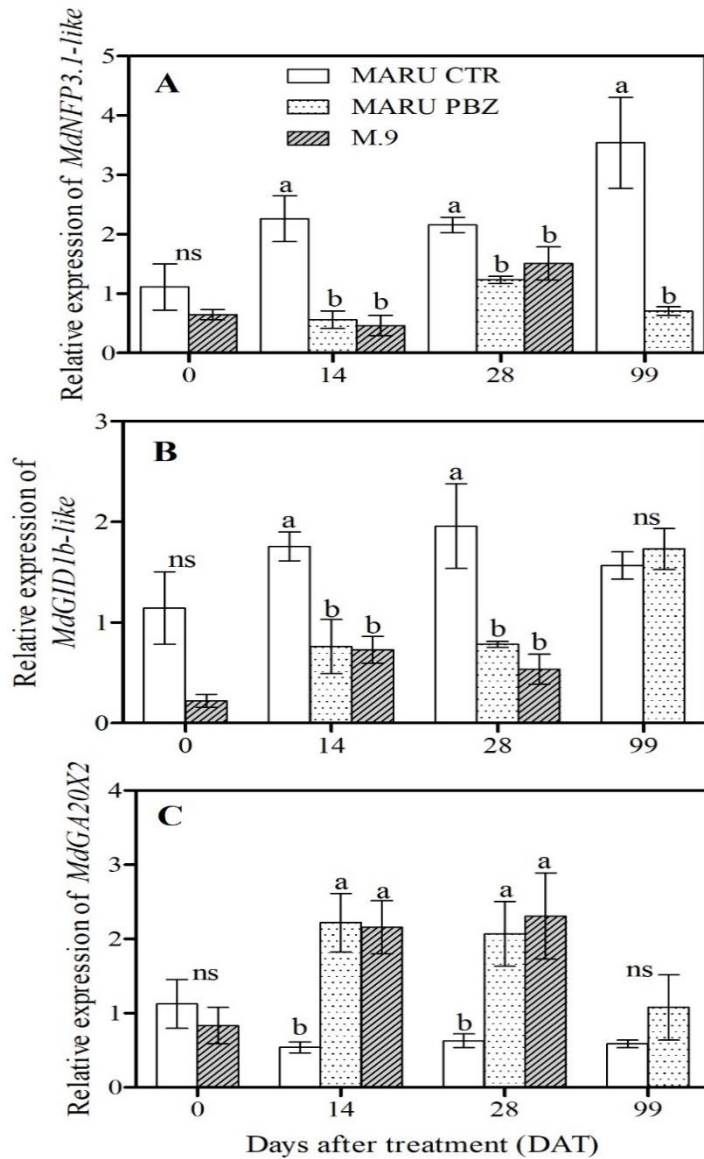 Relative expression of MdNFP3.1-like
5
4
3
2
1
0
A
MARU CTR
MARU PBZ
M.9
ns
a
b
b
a
b
b
a
b
0
14
28
99
Relative expression of
MdGID1b-like
3
2
1
0
B
ns
a
b
b
a
b
b
ns
0
14
28
99
Relative expression of MdGA20X2
4
3
2
1
0
C
ns
b
a
a
b
a
a
ns
0
14
28
99
Days after treatment (DAT)